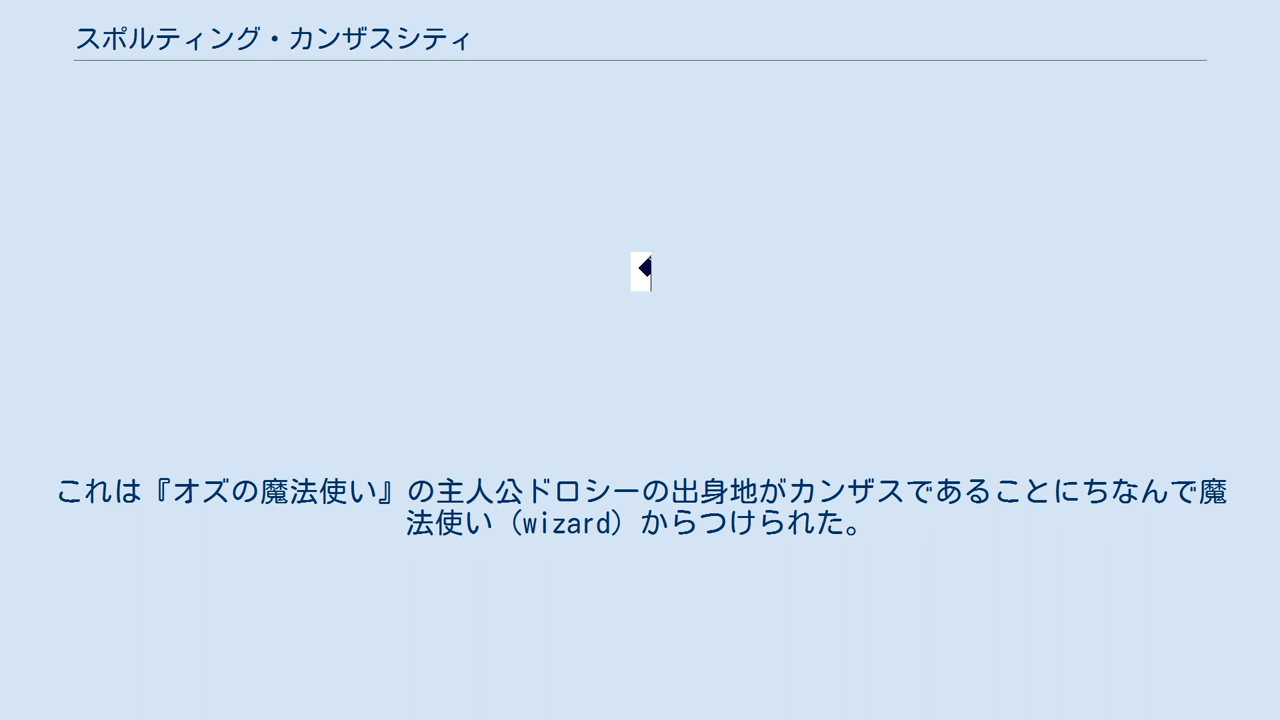 スポルティング・カンザスシティ
これは『オズの魔法使い』の主人公ドロシーの出身地がカンザスであることにちなんで魔
法使い（wizard）からつけられた。